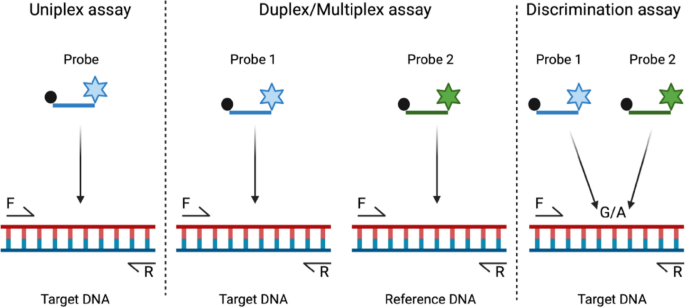 Uniplex assay
Duplex/Multiplex assay
Discrimination assay
Probe
Probe 1
Probe 2
Probe 1
Probe 2
G/A
F
F
F
F
R
R
R
R
Target DNA
Target DNA
Reference DNA
Target DNA